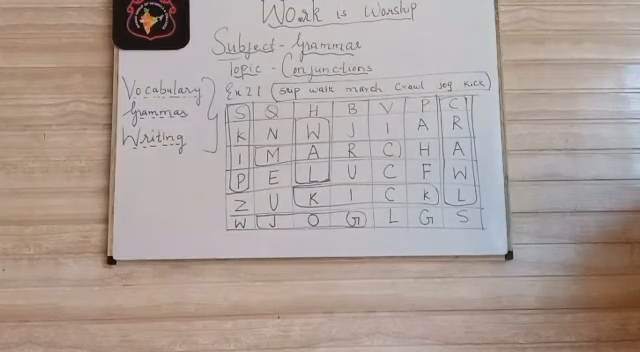 Work is Worship
Subject - Grammar
Topic - Conjunctions
Vocabulary
Grammar
Writing
Ex 21 (skip walk march crawl jog kick)
S Q H B V P C
K N W J I A R
I M A R C H A
P E L U C F W
Z U K I C K L
W J O G L G S